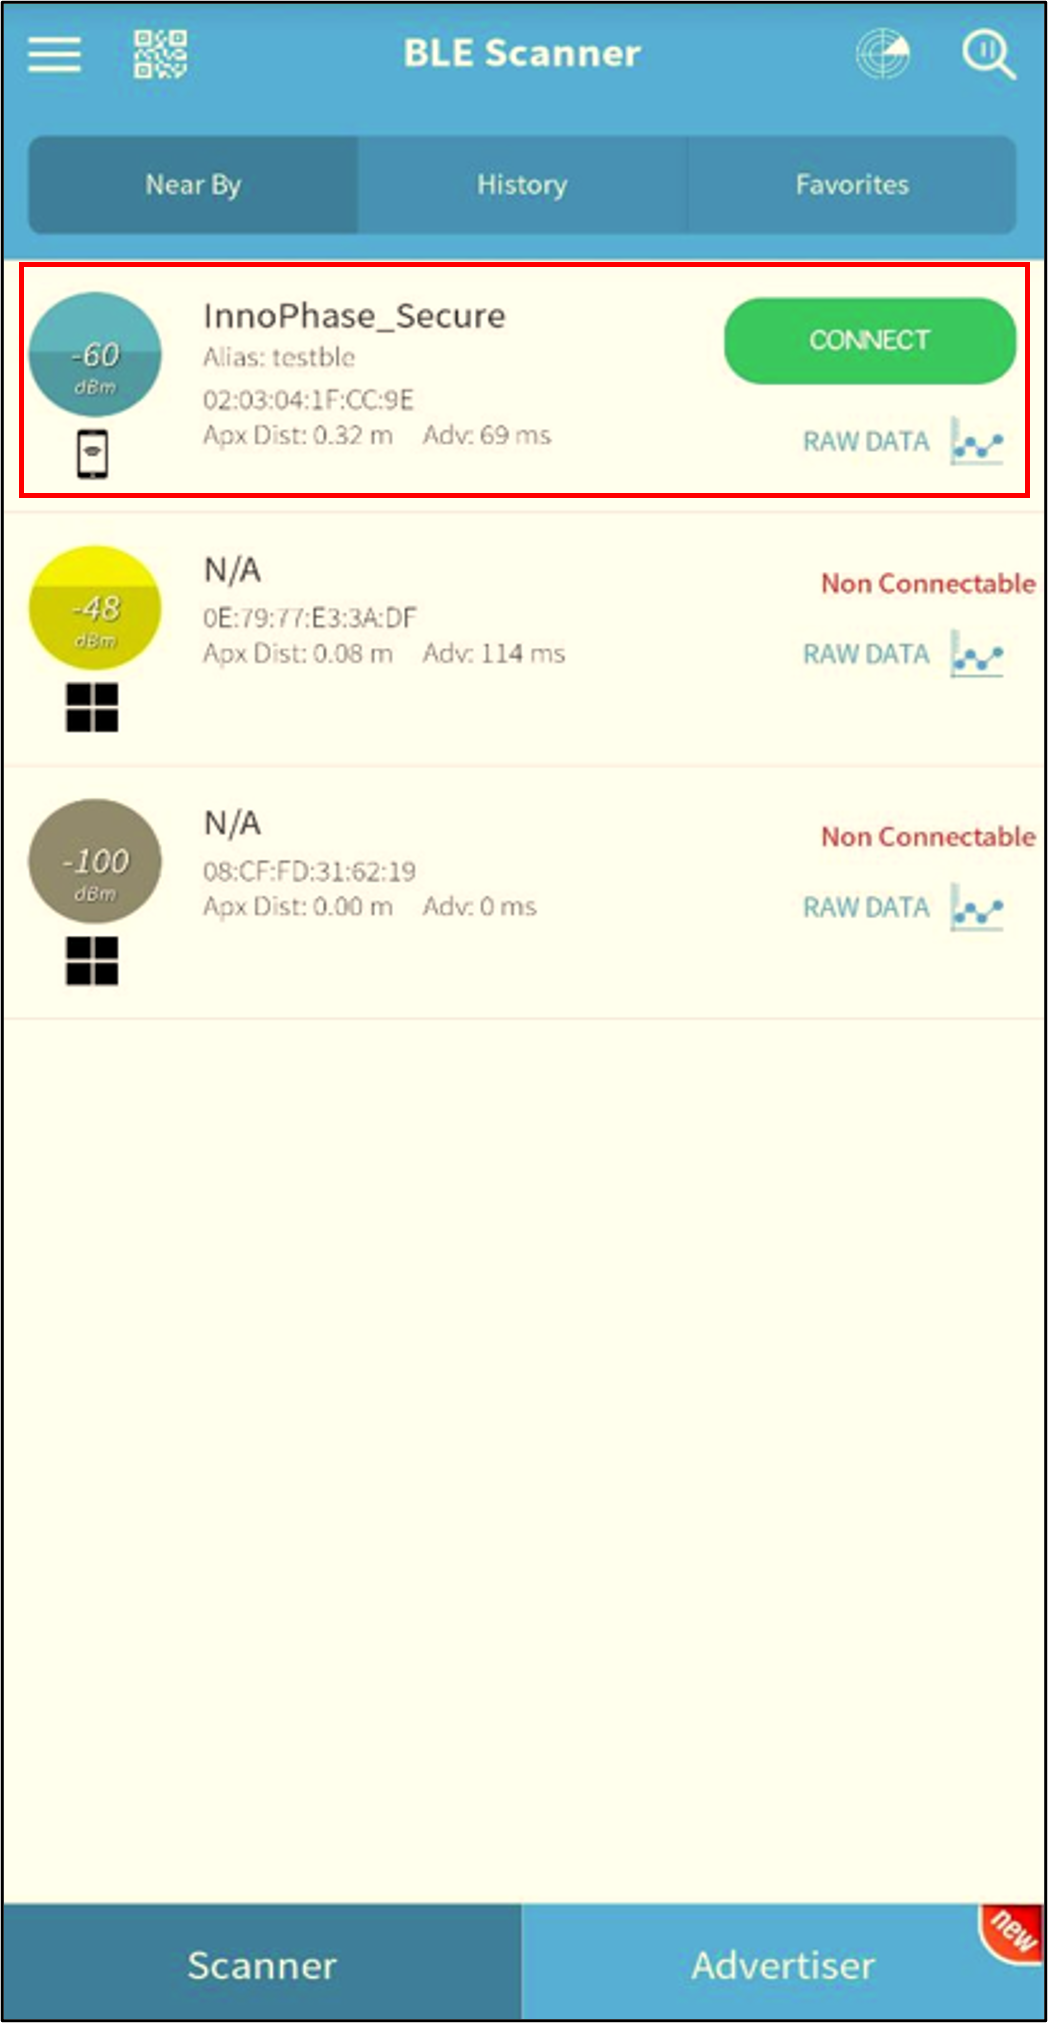 BLE Scanner
Near By
History
Favorites
-60
dBm
InnoPhase_Secure
Alias: testble
02:03:04:1F:CC:9E
Apx Dist: 0.32 m Adv: 69 ms
CONNECT
RAW DATA
-48
dBm
N/A
0E:79:77:E3:3A:DF
Apx Dist: 0.08 m Adv: 114 ms
Non Connectable
RAW DATA
-100
dBm
N/A
08:CF:FD:31:62:19
Apx Dist: 0.00 m Adv: 0 ms
Non Connectable
RAW DATA
Scanner
Advertiser
new